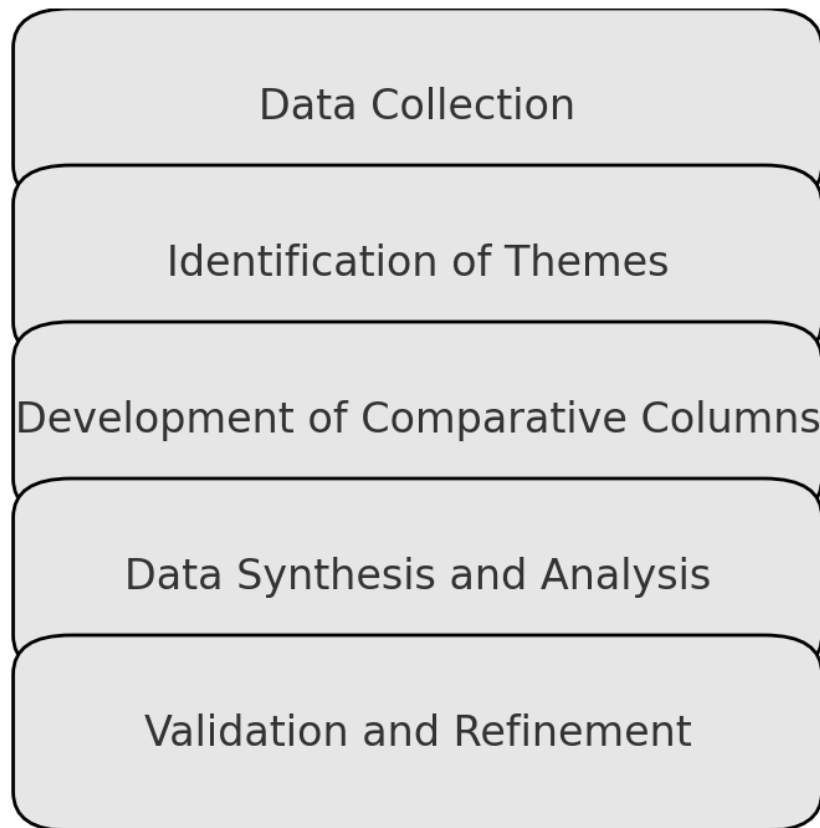 Data Collection
Identification of Themes
Development of Comparative Columns
Data Synthesis and Analysis
Validation and Refinement